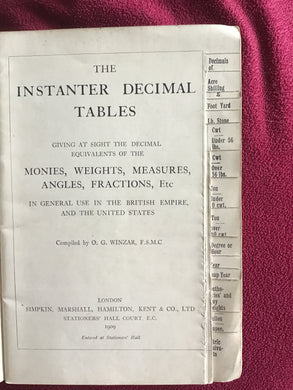 THE
INSTANTER DECIMAL
TABLES
GIVING AT SIGHT THE DECIMAL
EQUIVALENTS OF THE
MONIES, WEIGHTS, MEASURES,
ANGLES, FRACTIONS, Etc
IN GENERAL USE IN THE BRITISH EMPIRE,
AND THE UNITED STATES
Compiled by O. G. WINZAR, F.S.M.C
LONDON
SIMPKIN, MARSHALL, HAMILTON, KENT & CO., LTD
STATIONERS' HALL COURT E.C.
1909
Entered at Stationers' Hall
Decimals
of
Acre
Shilling
Foot Yard
Lb. Stone
Cwt
Under 56
lbs.
Cwt
Over
56 lbs.
Ton
Under
Ton
over
Degree or
Hour
Year